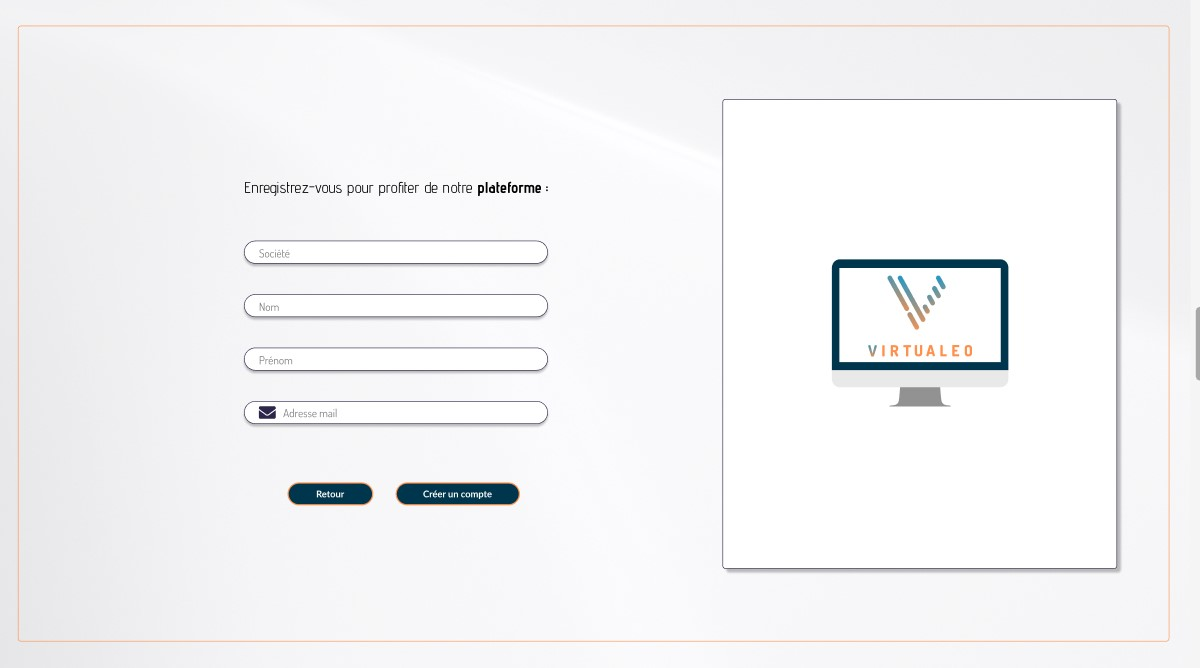 Enregistrez-vous pour profiter de notre plateforme :
Société
Nom
Prénom
Adresse mail
Retour
Créer un compte
VIRTUALEO